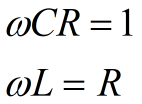 ωCR = 1
ωL = R